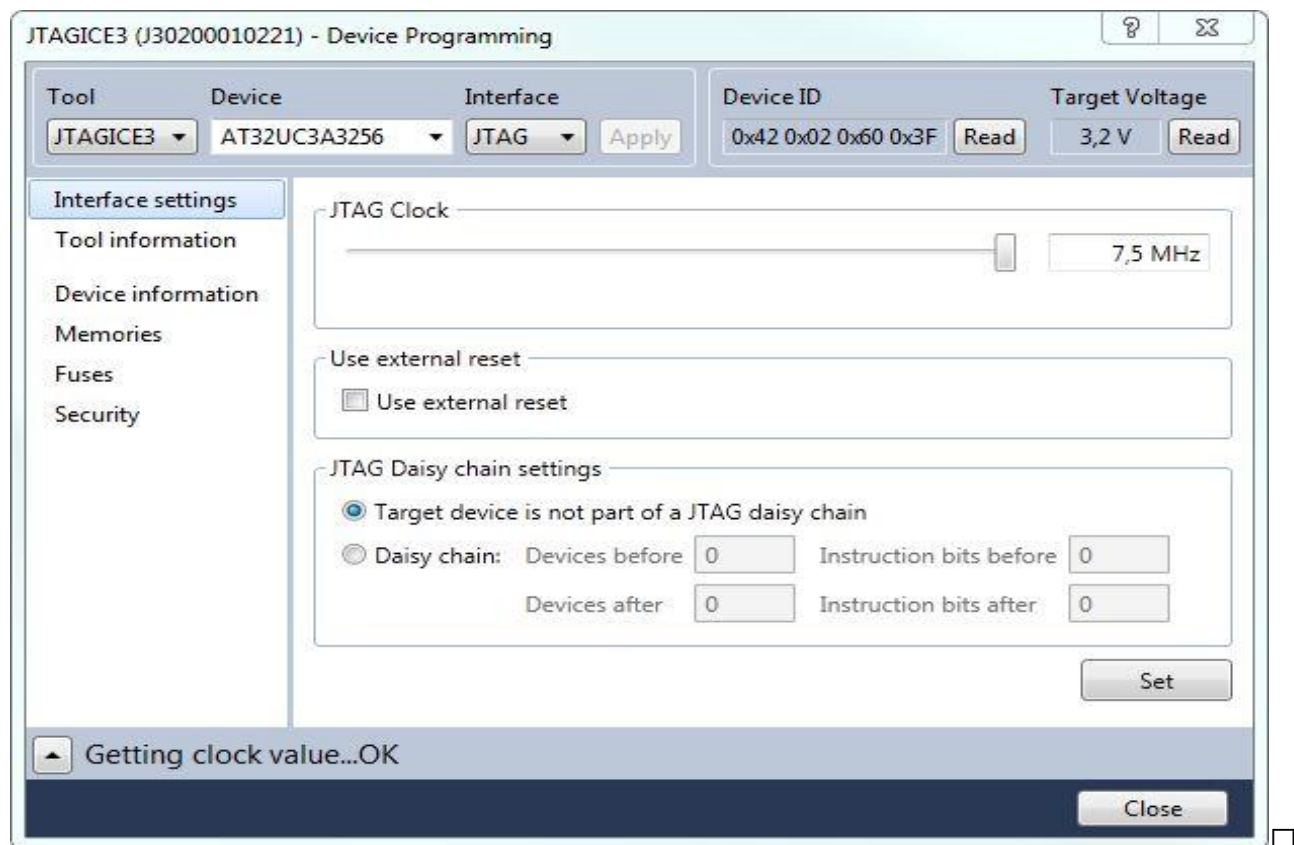 JTAGICE3 (J30200010221) - Device Programming
Tool Device Interface Device ID Target Voltage
JTAGICE3 AT32UC3A3256 JTAG Apply 0x42 0x02 0x60 0x3F Read 3,2 V Read
Interface settings
Tool information
Device information
Memories
Fuses
Security
JTAG Clock
7,5 MHz
Use external reset
Use external reset
JTAG Daisy chain settings
Target device is not part of a JTAG daisy chain
Daisy chain: Devices before 0 Instruction bits before 0
Devices after 0 Instruction bits after 0
Set
Getting clock value...OK
Close